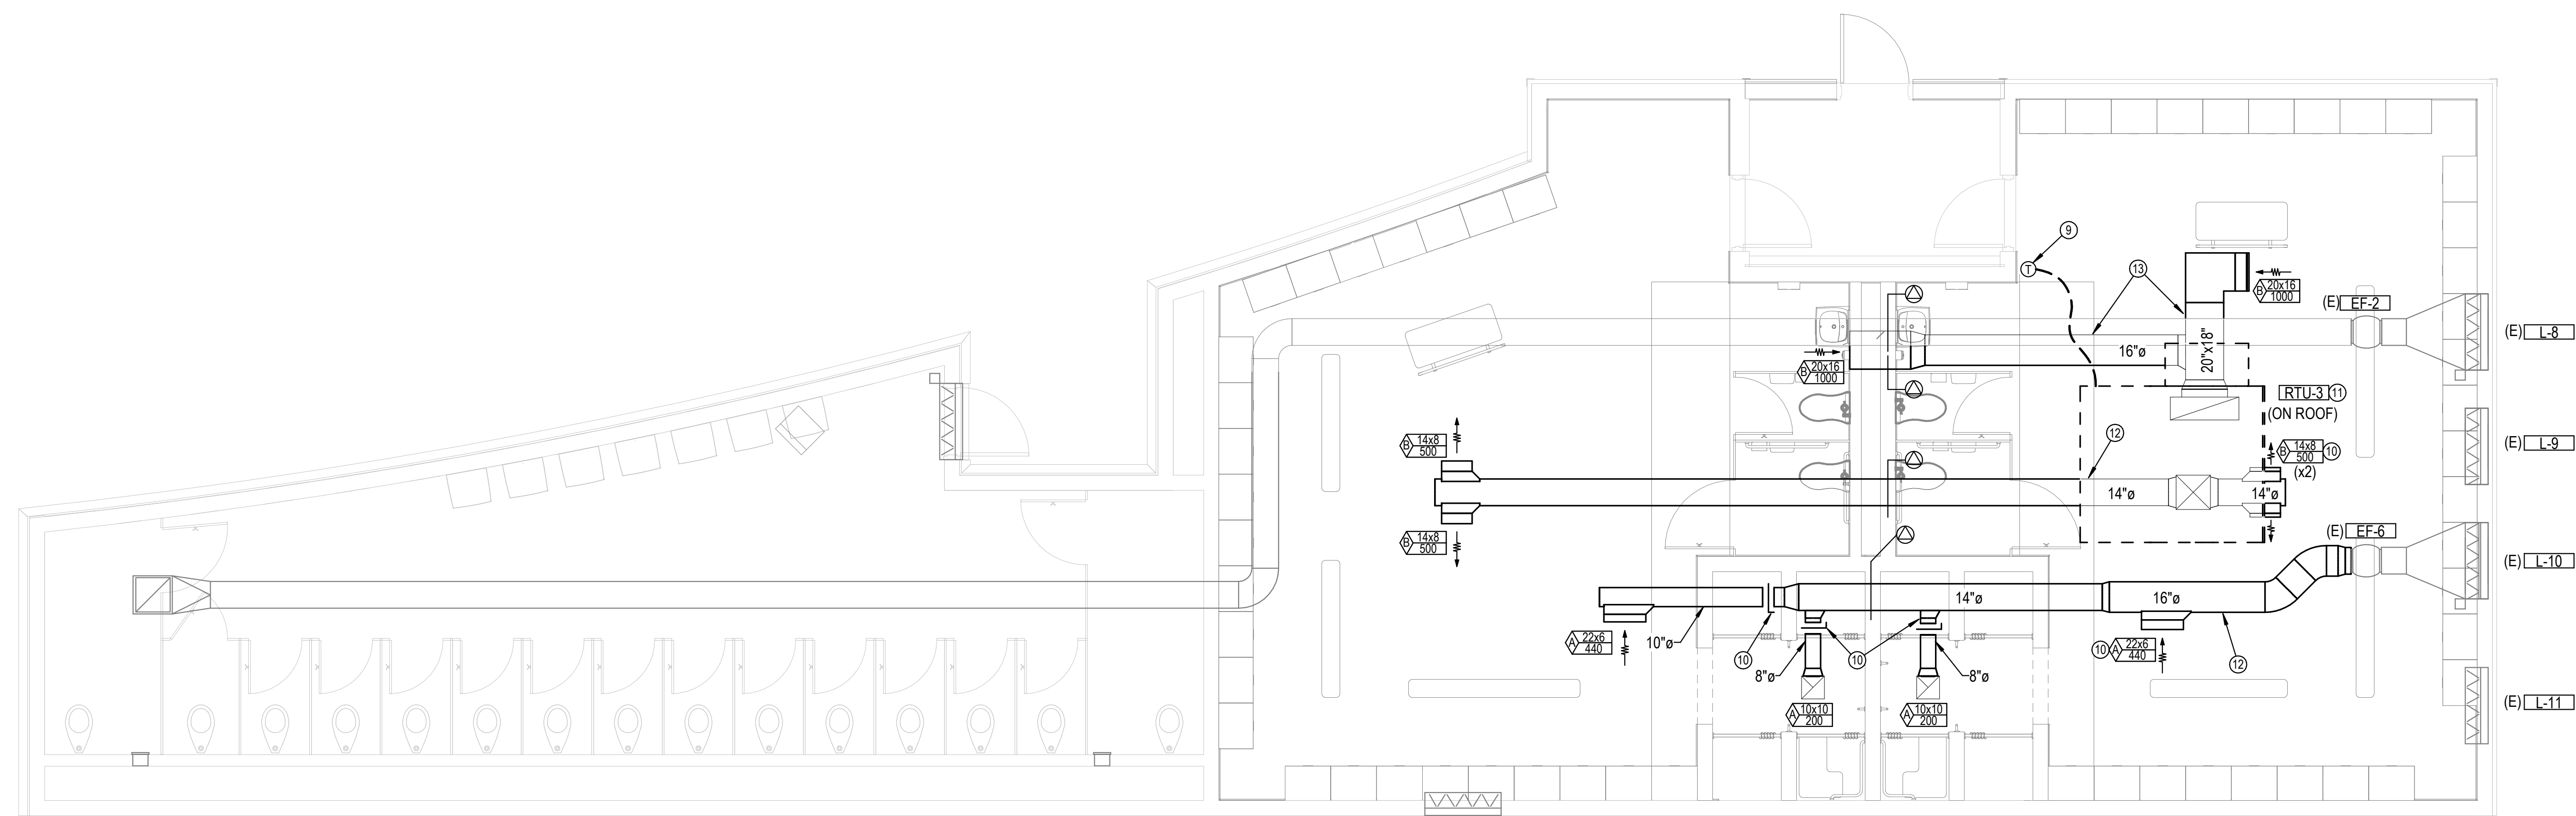 9
T
13
B 20x16
1000
(E) EF-2
(E) L-8
20"x18"
16"ø
B 20x16
1000
RTU-3 11
(ON ROOF)
12
B 14x8
500
B 14x8
500
10
(x2)
(E) L-9
14"ø
14"ø
B 14x8
500
(E) EF-6
(E) L-10
14"ø
16"ø
A 22x6
440
10"ø
10
10
10
A 22x6
440
12
8"ø
8"ø
A 10x10
200
A 10x10
200
(E) L-11